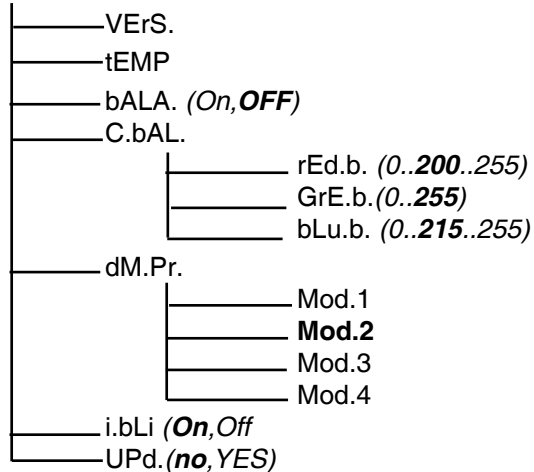 VErS.
tEMP
bALA. (On,OFF)
C.bAL.
rEd.b. (0..200..255)
GrE.b.(0..255)
bLu.b. (0..215..255)
dM.Pr.
Mod.1
Mod.2
Mod.3
Mod.4
i.bLi (On,Off
UPd.(no,YES)